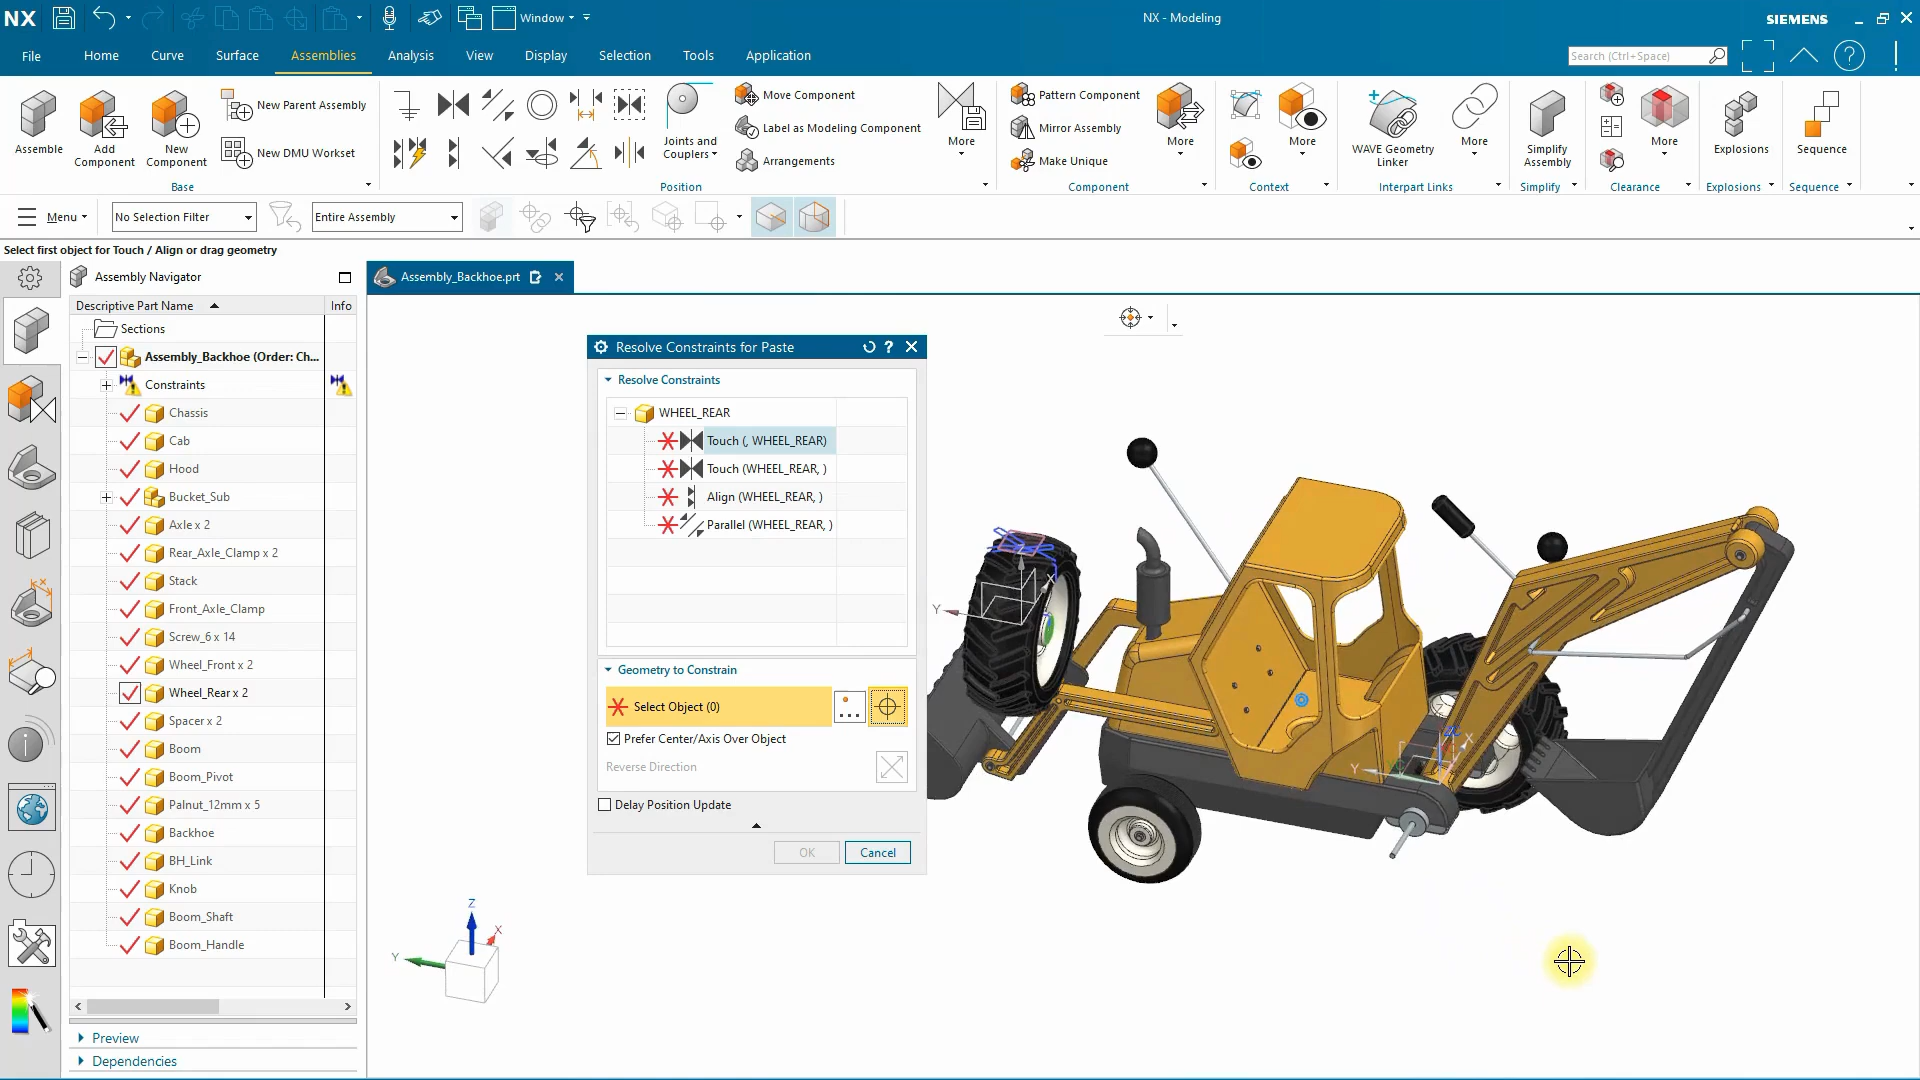 NX
Window
NX - Modeling
SIEMENS
File
Home
Curve
Surface
Assemblies
Analysis
View
Display
Selection
Tools
Application
Search (Ctrl+Space)
Assemble
Add Component
New Component
New Parent Assembly
New DMU Workset
Base
Joints and Couplers
Move Component
Label as Modeling Component
Arrangements
More
Position
Pattern Component
Mirror Assembly
Make Unique
More
Component
More
Context
WAVE Geometry Linker
More
Interpart Links
Simplify Assembly
Simplify
More
Clearance
Explosions
Explosions
Sequence
Sequence
Menu
No Selection Filter
Entire Assembly
Select first object for Touch / Align or drag geometry
Assembly Navigator
Descriptive Part Name
Info
Sections
Assembly_Backhoe (Order: Ch...
Constraints
Chassis
Cab
Hood
Bucket_Sub
Axle x 2
Rear_Axle_Clamp x 2
Stack
Front_Axle_Clamp
Screw_6 x 14
Wheel_Front x 2
Wheel_Rear x 2
Spacer x 2
Boom
Boom_Pivot
Palnut_12mm x 5
Backhoe
BH_Link
Knob
Boom_Shaft
Boom_Handle
Preview
Dependencies
Assembly_Backhoe.prt
Resolve Constraints for Paste
Resolve Constraints
WHEEL_REAR
Touch (, WHEEL_REAR)
Touch (WHEEL_REAR, )
Align (WHEEL_REAR, )
Parallel (WHEEL_REAR, )
Geometry to Constrain
Select Object (0)
Prefer Center/Axis Over Object
Reverse Direction
Delay Position Update
OK
Cancel
Y
X
Y
X
Z
X
Y